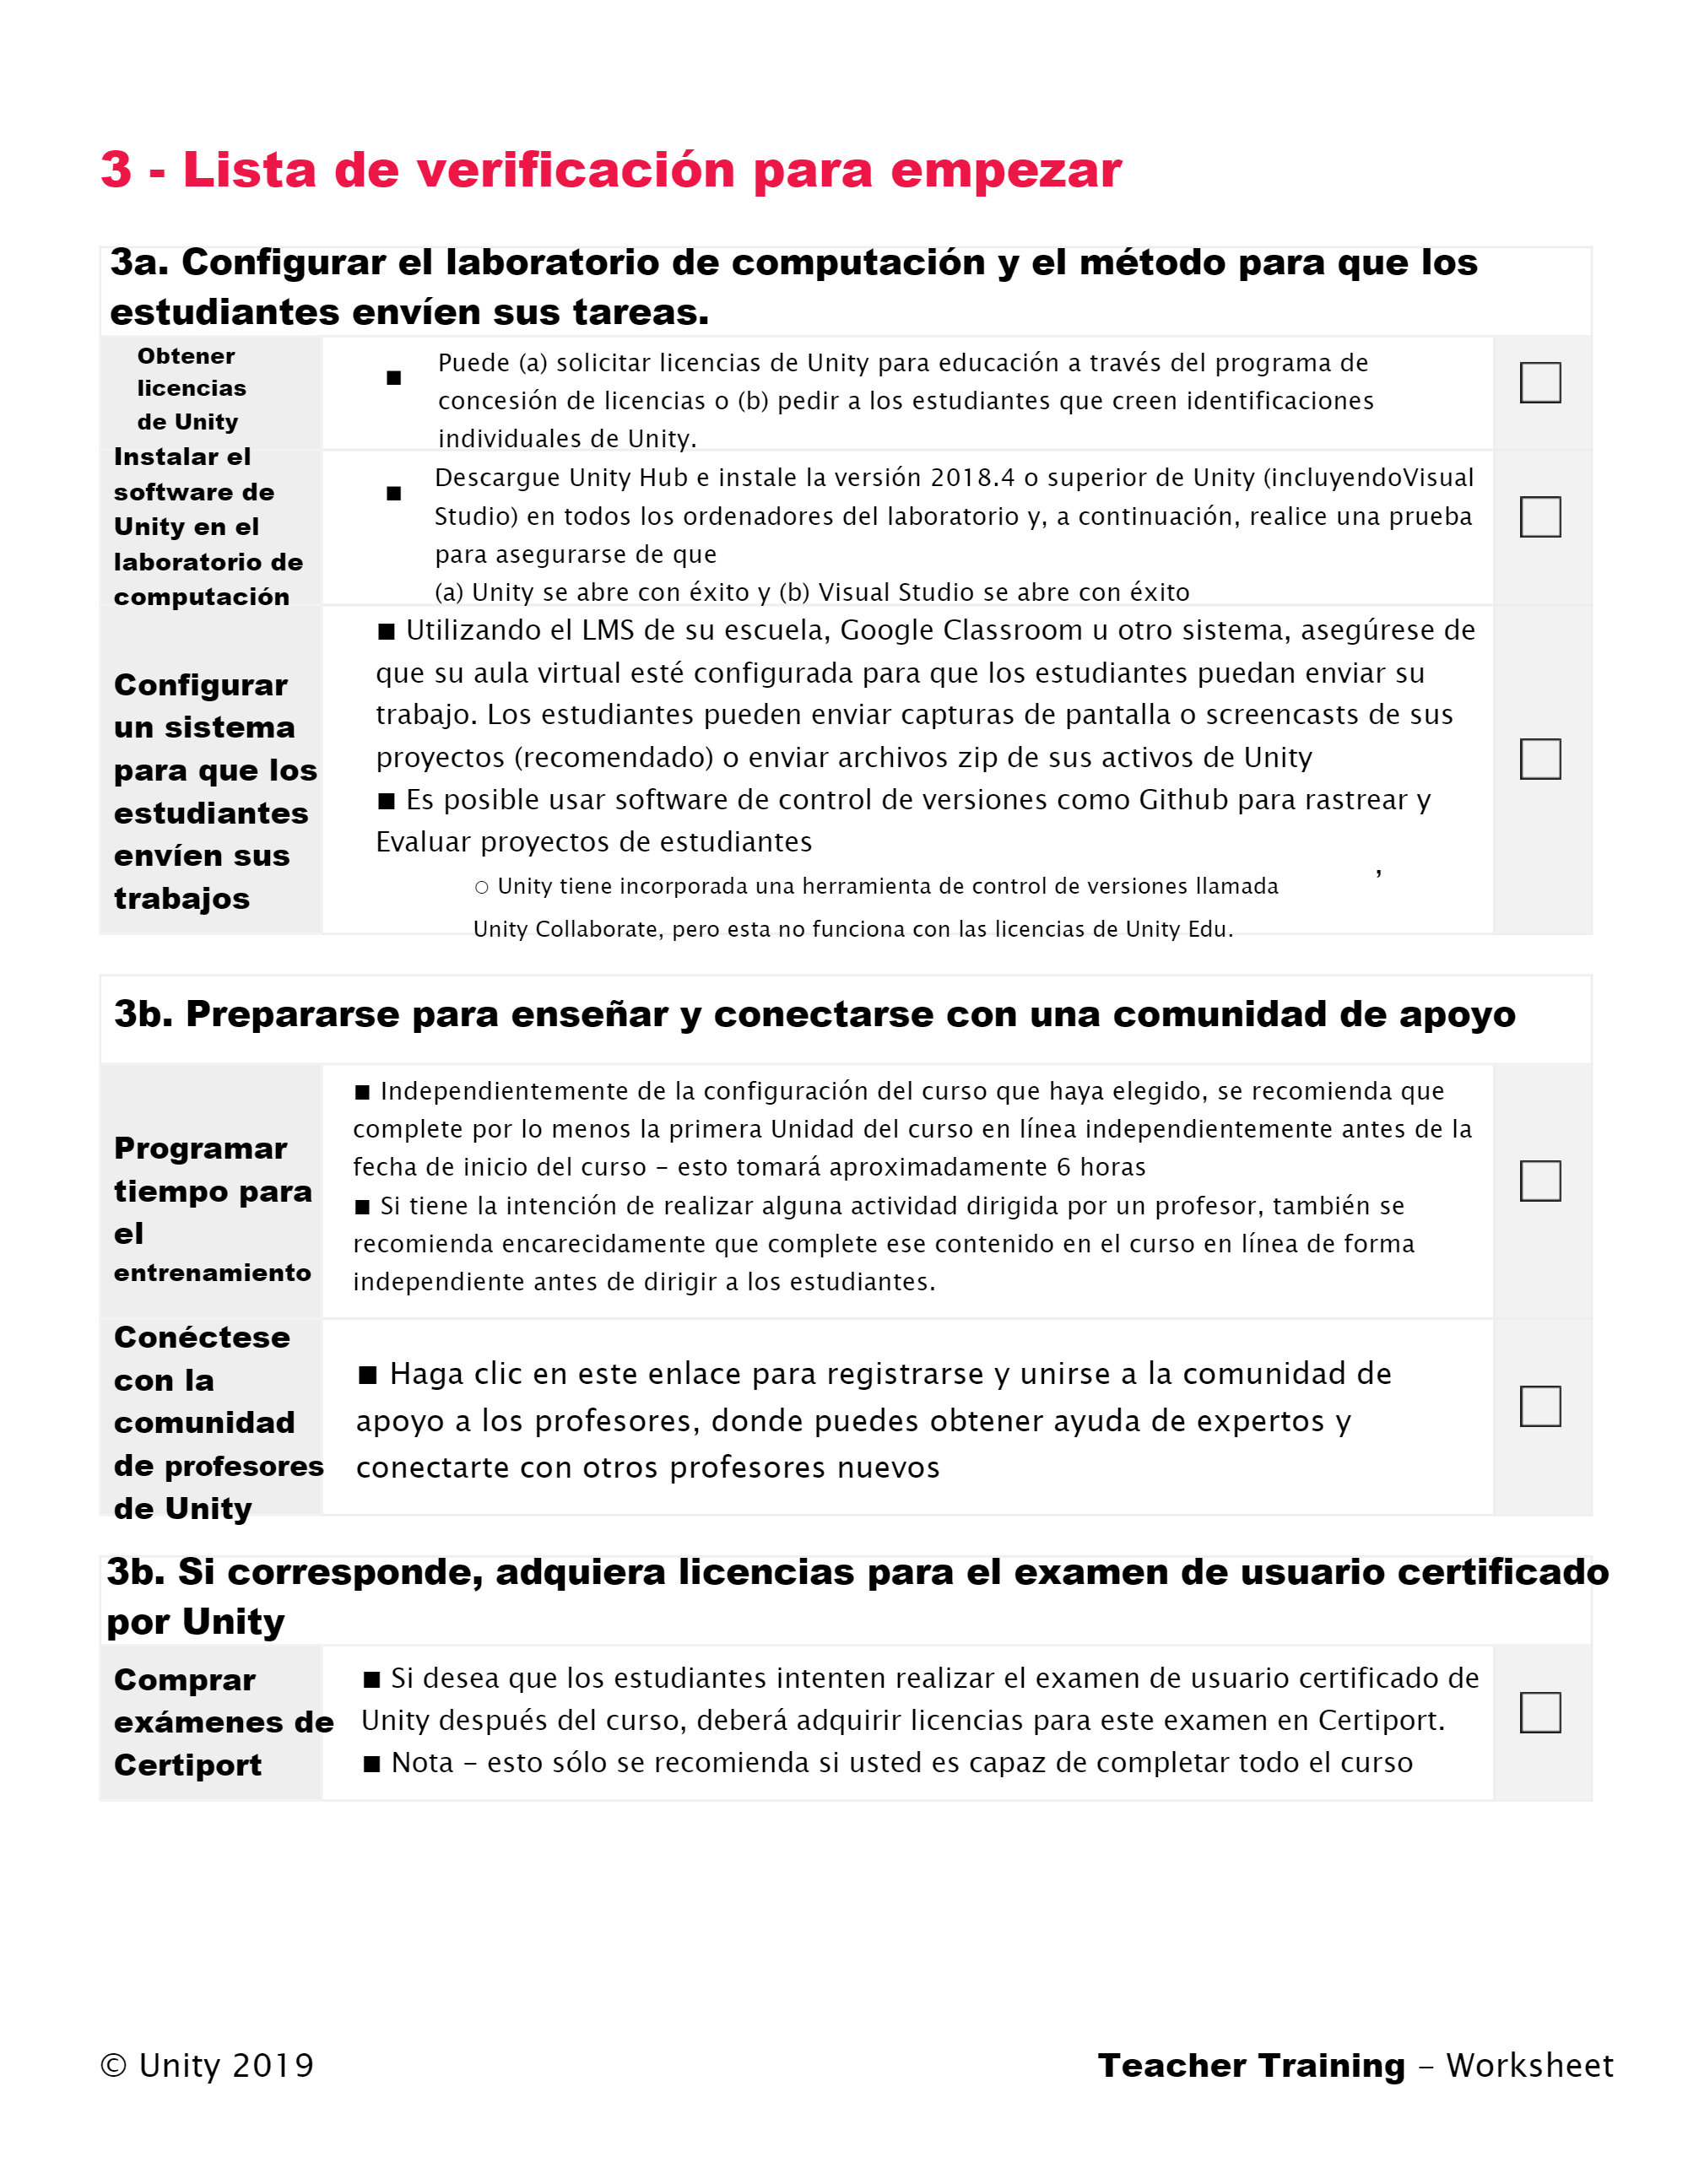 3 - Lista de verificación para empezar
3a. Configurar el laboratorio de computación y el método para que los
estudiantes envíen sus tareas.
Obtener
licencias
de Unity
■ Puede (a) solicitar licencias de Unity para educación a través del programa de
concesión de licencias o (b) pedir a los estudiantes que creen identificaciones
individuales de Unity.
Instalar el
software de
Unity en el
laboratorio de
computación
■ Descargue Unity Hub e instale la versión 2018.4 o superior de Unity (incluyendoVisual
Studio) en todos los ordenadores del laboratorio y, a continuación, realice una prueba
para asegurarse de que
(a) Unity se abre con éxito y (b) Visual Studio se abre con éxito
Configurar
un sistema
para que los
estudiantes
envíen sus
trabajos
■ Utilizando el LMS de su escuela, Google Classroom u otro sistema, asegúrese de
que su aula virtual esté configurada para que los estudiantes puedan enviar su
trabajo. Los estudiantes pueden enviar capturas de pantalla o screencasts de sus
proyectos (recomendado) o enviar archivos zip de sus activos de Unity
■ Es posible usar software de control de versiones como Github para rastrear y
Evaluar proyectos de estudiantes
○ Unity tiene incorporada una herramienta de control de versiones llamada ,
Unity Collaborate, pero esta no funciona con las licencias de Unity Edu.
3b. Prepararse para enseñar y conectarse con una comunidad de apoyo
Programar
tiempo para
el
entrenamiento
■ Independientemente de la configuración del curso que haya elegido, se recomienda que
complete por lo menos la primera Unidad del curso en línea independientemente antes de la
fecha de inicio del curso – esto tomará aproximadamente 6 horas
■ Si tiene la intención de realizar alguna actividad dirigida por un profesor, también se
recomienda encarecidamente que complete ese contenido en el curso en línea de forma
independiente antes de dirigir a los estudiantes.
Conéctese
con la
comunidad
de profesores
de Unity
■ Haga clic en este enlace para registrarse y unirse a la comunidad de
apoyo a los profesores, donde puedes obtener ayuda de expertos y
conectarte con otros profesores nuevos
3b. Si corresponde, adquiera licencias para el examen de usuario certificado
por Unity
Comprar
exámenes de
Certiport
■ Si desea que los estudiantes intenten realizar el examen de usuario certificado de
Unity después del curso, deberá adquirir licencias para este examen en Certiport.
■ Nota – esto sólo se recomienda si usted es capaz de completar todo el curso
© Unity 2019
Teacher Training – Worksheet